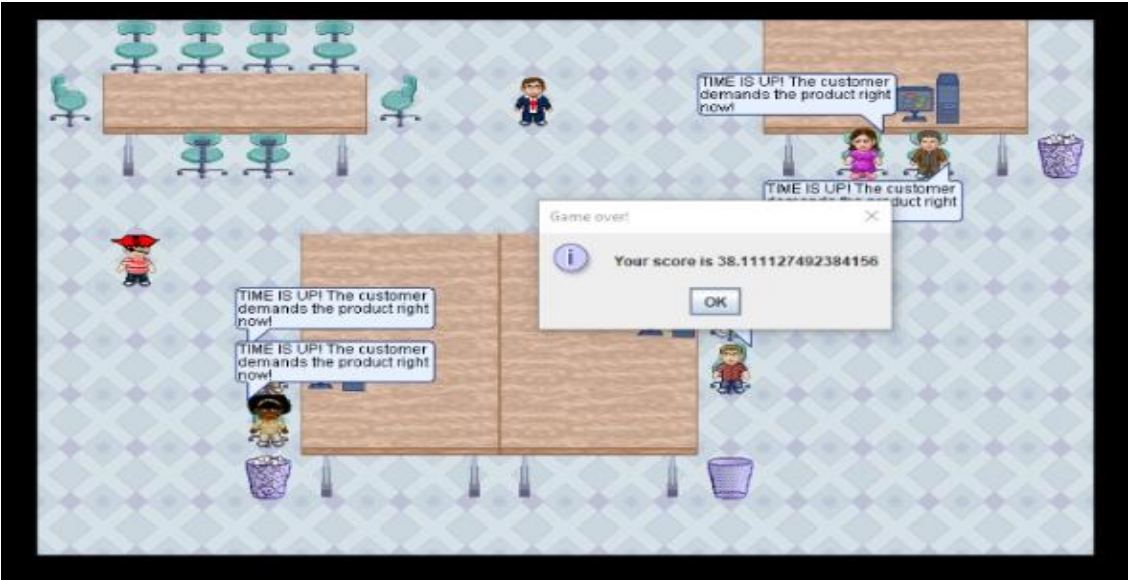 TIME IS UP! The customer
demands the product right
now!
TIME IS UP! The customer
duct right
Game over!
Your score is 38.111127492384156
OK
TIME IS UP! The customer
demands the product right
now!
TIME IS UP! The customer
demands the product right
now!